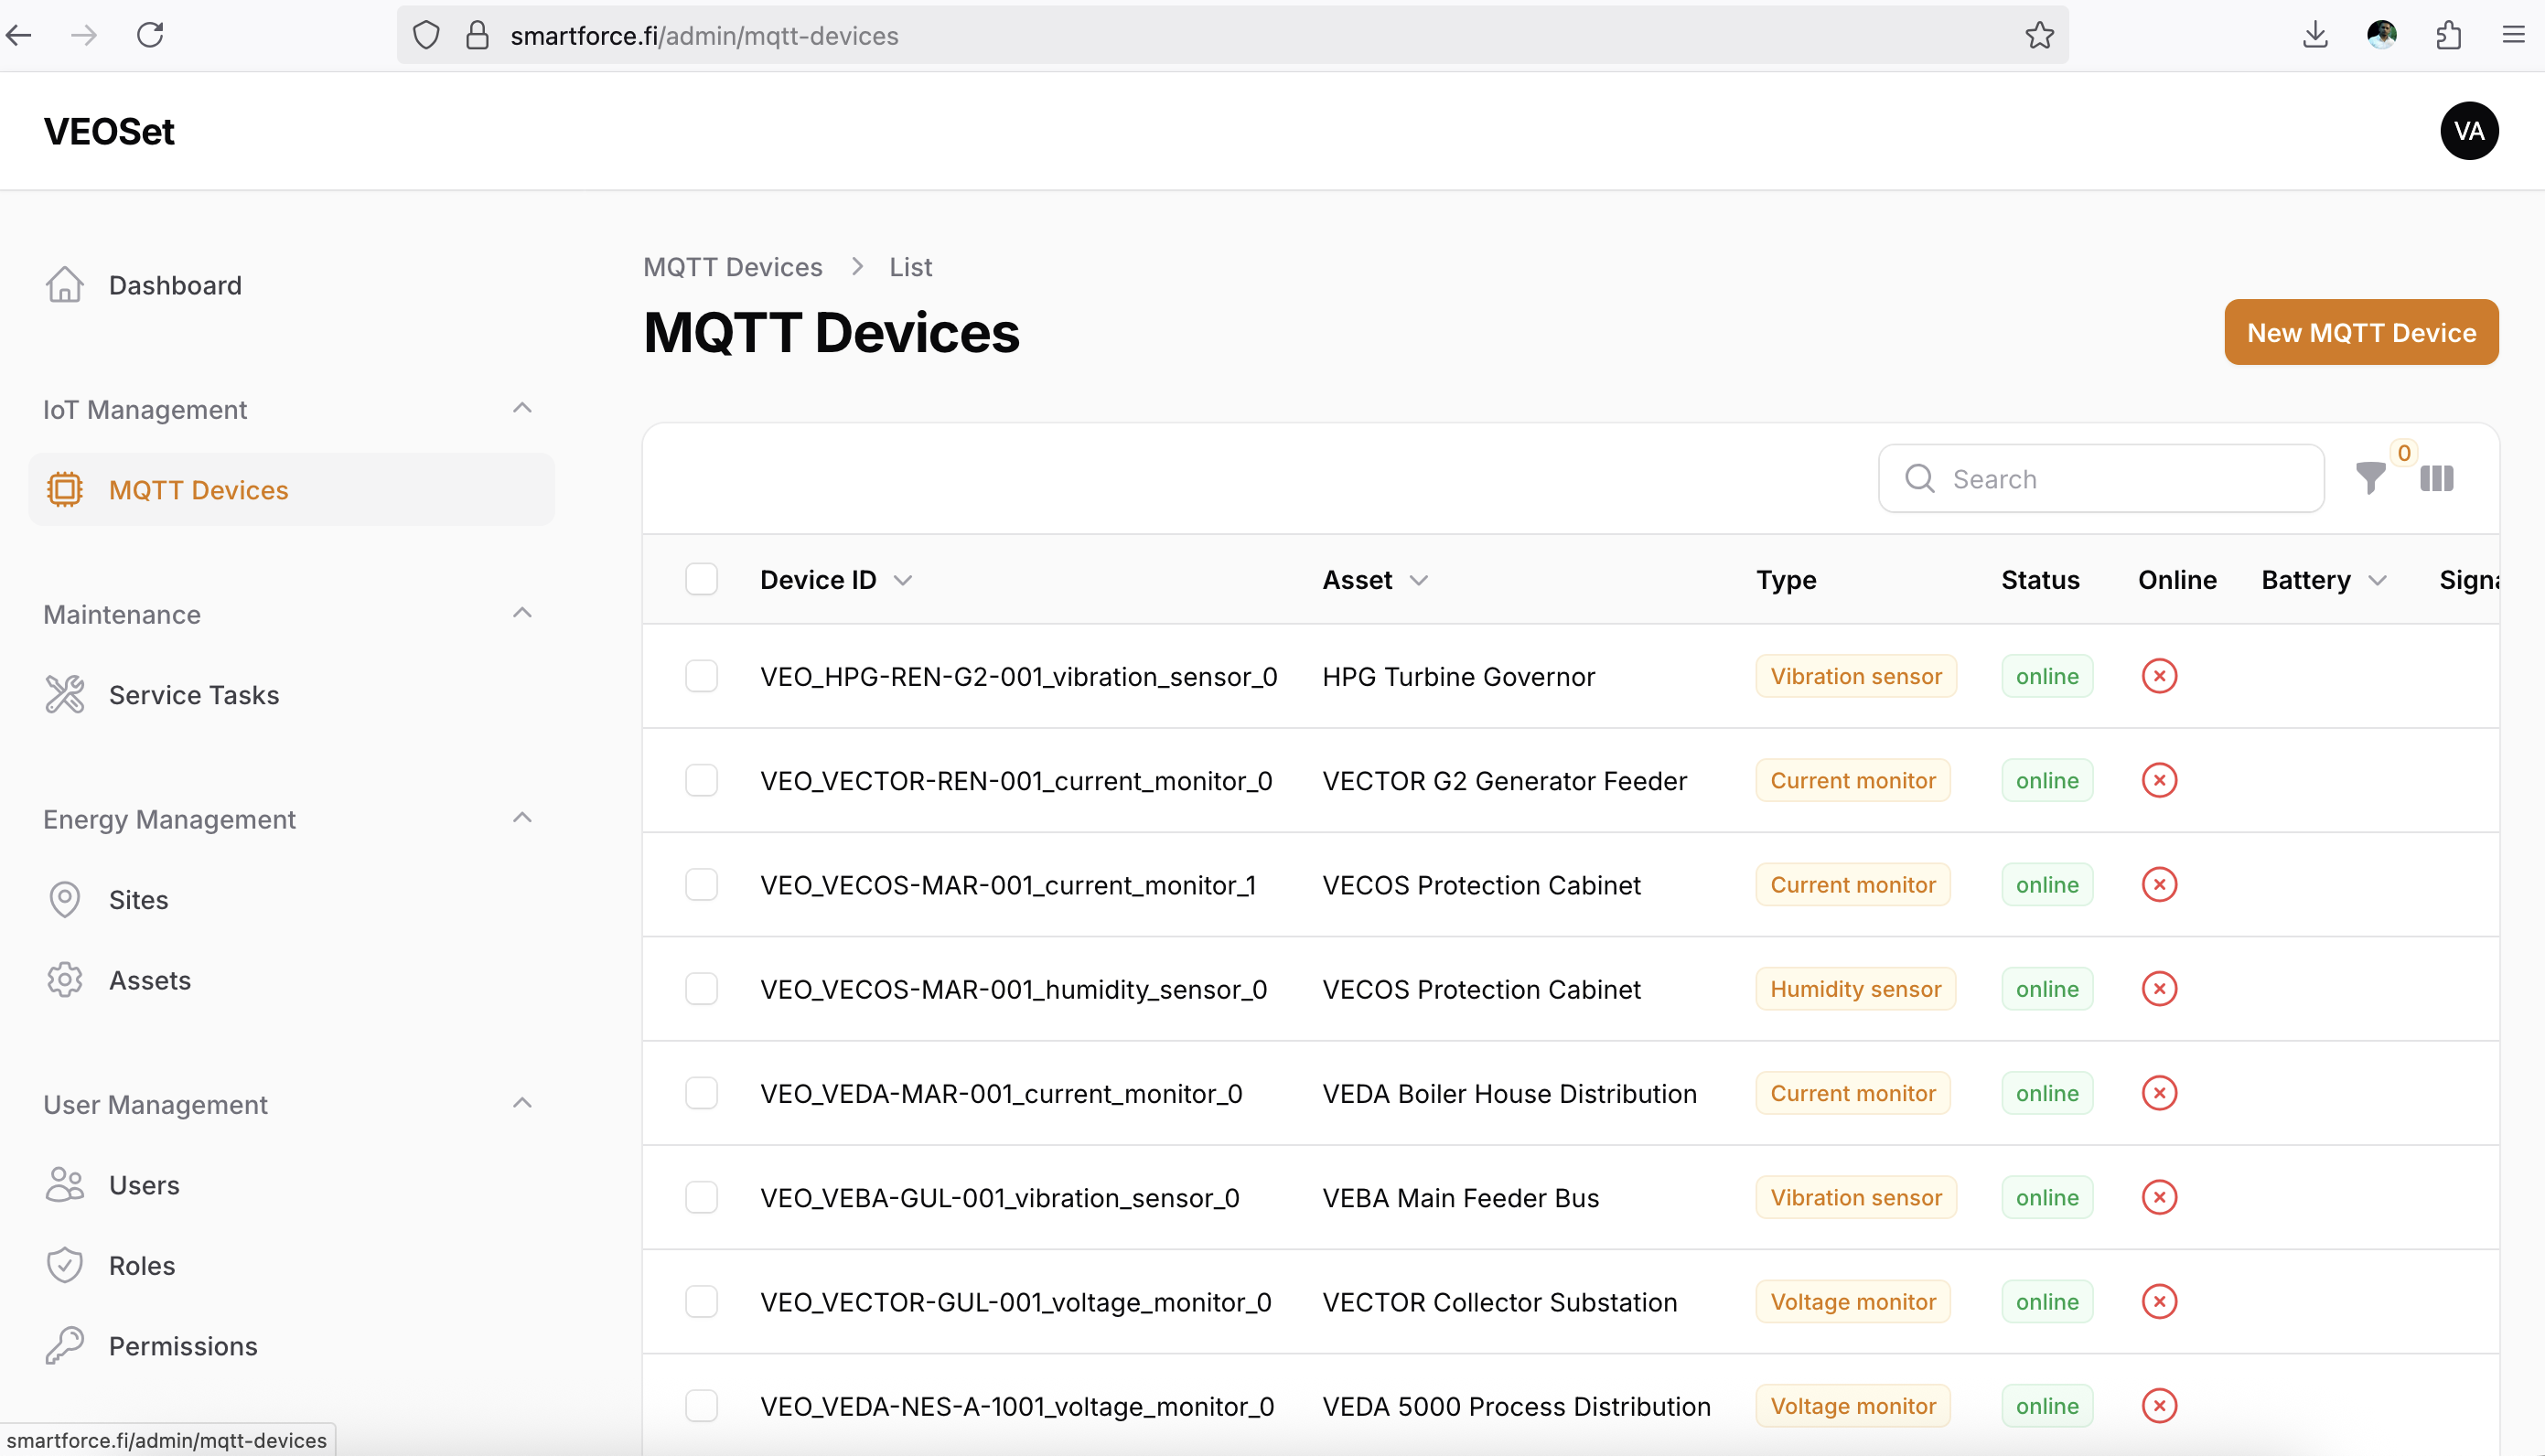 smartforce.fi/admin/mqtt-devices
VEOSet
VA
Dashboard
IoT Management
MQTT Devices
Maintenance
Service Tasks
Energy Management
Sites
Assets
User Management
Users
Roles
Permissions
MQTT Devices > List
MQTT Devices
New MQTT Device
Search
0
Device ID Asset Type Status Online Battery Signa
VEO_HPG-REN-G2-001_vibration_sensor_0 HPG Turbine Governor Vibration sensor online
VEO_VECTOR-REN-001_current_monitor_0 VECTOR G2 Generator Feeder Current monitor online
VEO_VECOS-MAR-001_current_monitor_1 VECOS Protection Cabinet Current monitor online
VEO_VECOS-MAR-001_humidity_sensor_0 VECOS Protection Cabinet Humidity sensor online
VEO_VEDA-MAR-001_current_monitor_0 VEDA Boiler House Distribution Current monitor online
VEO_VEBA-GUL-001_vibration_sensor_0 VEBA Main Feeder Bus Vibration sensor online
VEO_VECTOR-GUL-001_voltage_monitor_0 VECTOR Collector Substation Voltage monitor online
VEO_VEDA-NES-A-1001_voltage_monitor_0 VEDA 5000 Process Distribution Voltage monitor online
smartforce.fi/admin/mqtt-devices